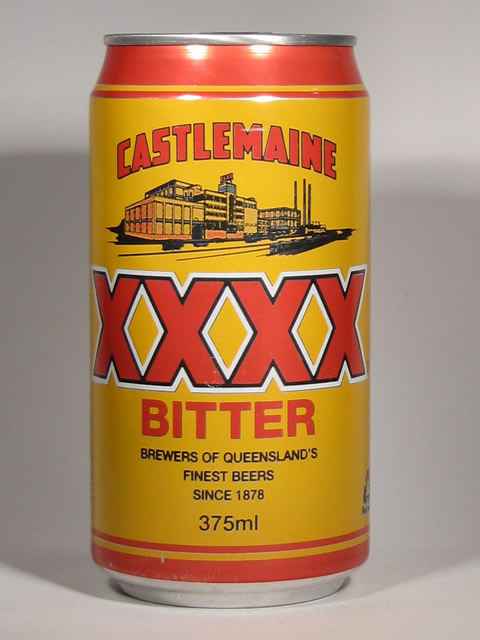 CASTLEMAINE
XXXX
BITTER
BREWERS OF QUEENSLAND'S
FINEST BEERS
SINCE 1878
375ml